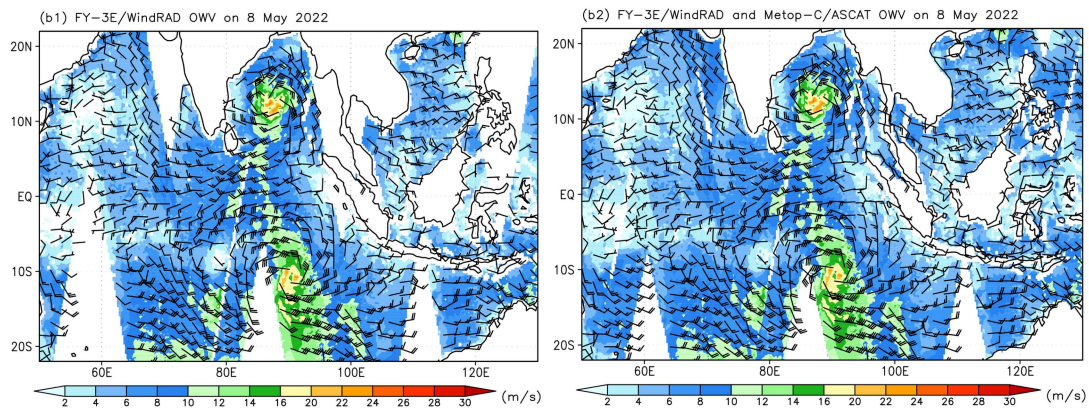 (b1) FY-3E/WindRAD OWV on 8 May 2022
20N
10N
EQ
10S
20S
60E 80E 100E 120E
2 4 6 8 10 12 14 16 18 20 22 24 26 28 30 (m/s)
(b2) FY-3E/WindRAD and Metop-C/ASCAT OWV on 8 May 2022
20N
10N
EQ
10S
20S
60E 80E 100E 120E
2 4 6 8 10 12 14 16 18 20 22 24 26 28 30 (m/s)